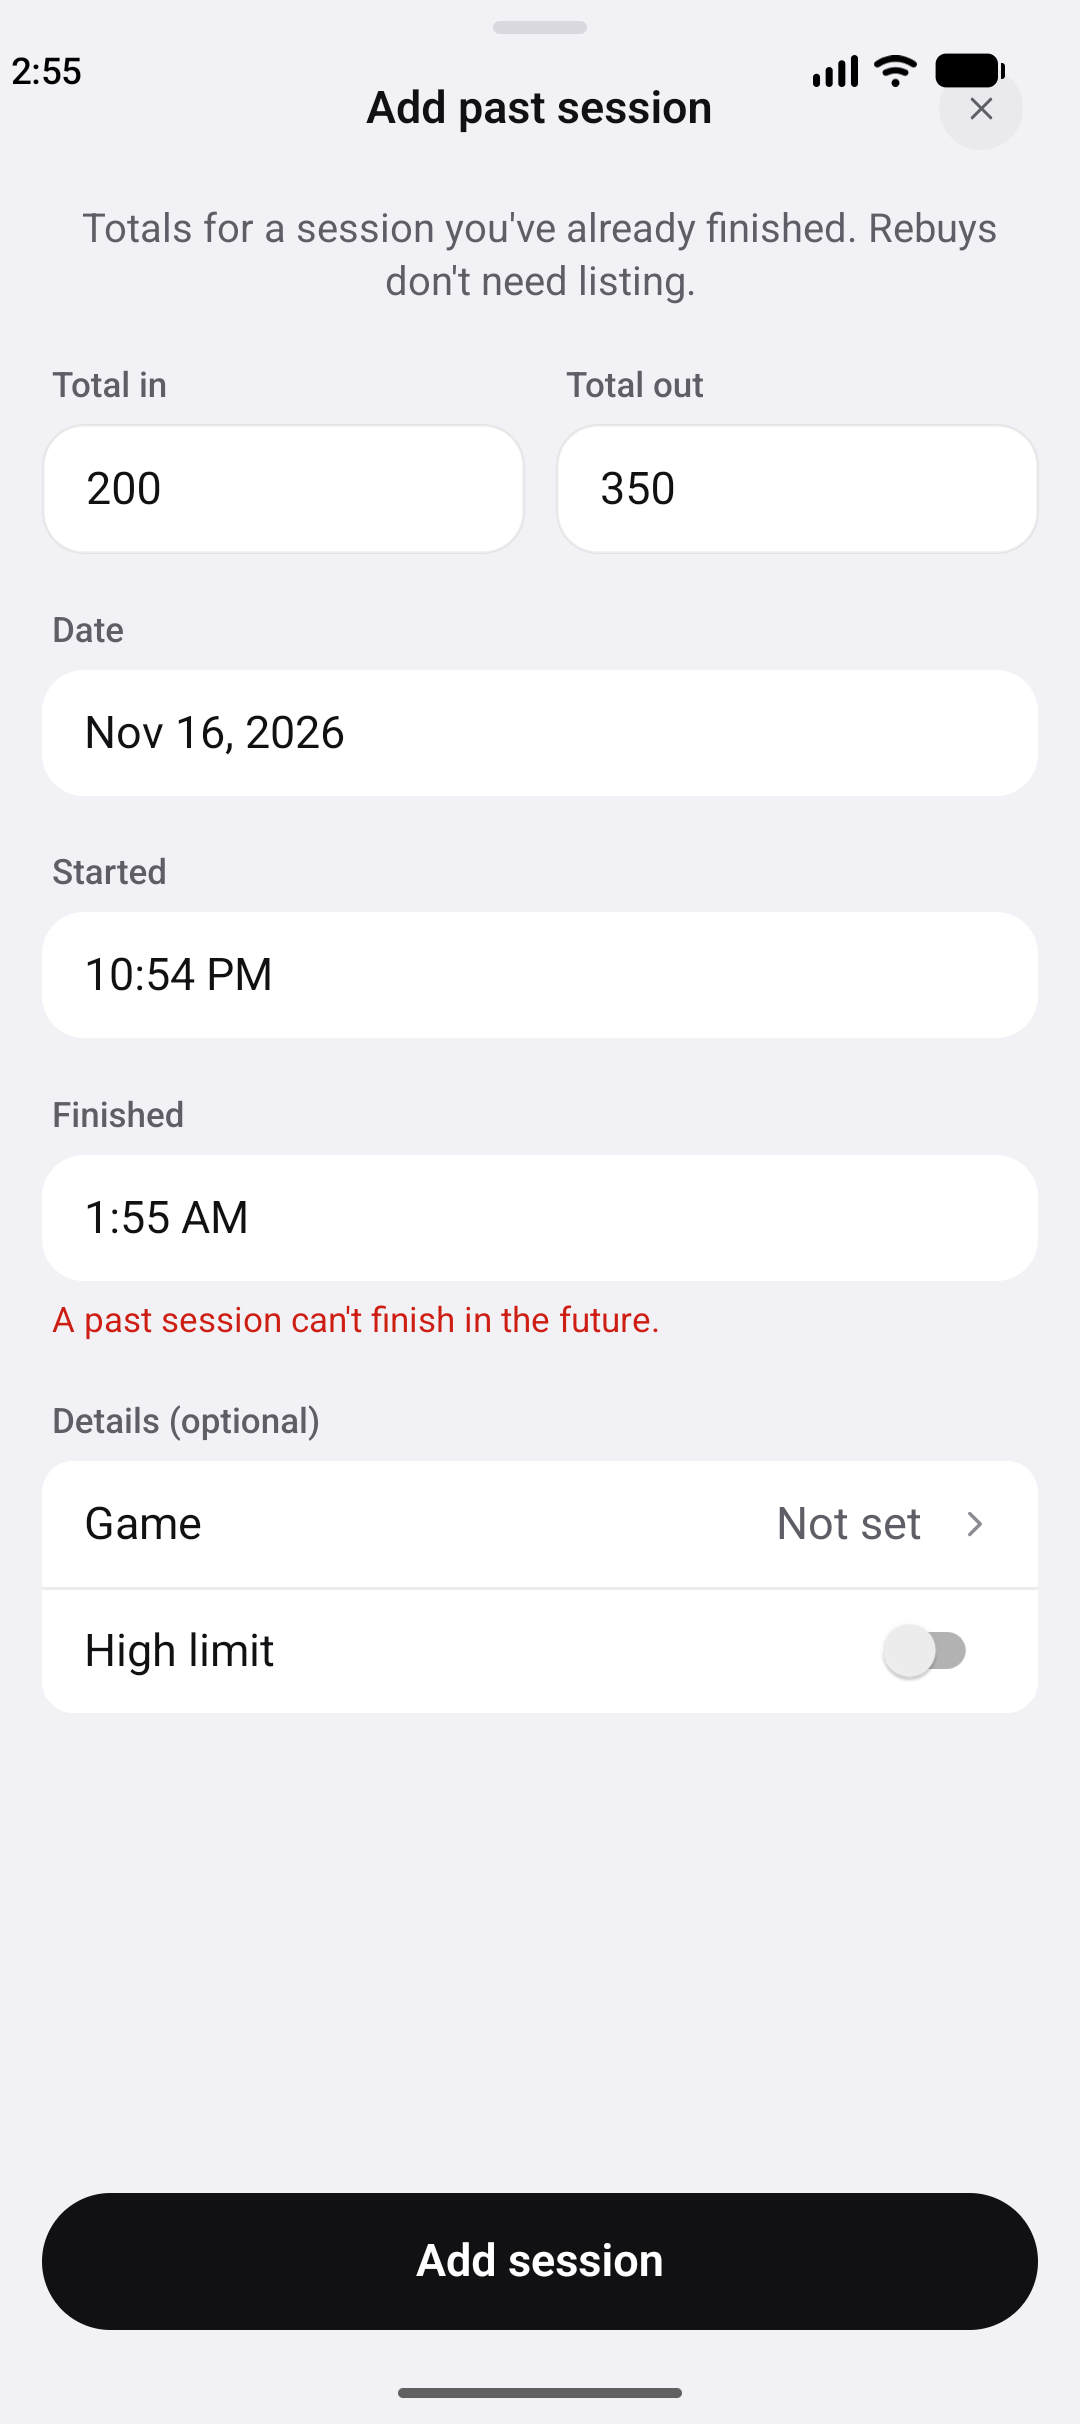 2:55
Add past session
Totals for a session you've already finished. Rebuys
don't need listing.
Total in
Total out
200
350
Date
Nov 16, 2026
Started
10:54 PM
Finished
1:55 AM
A past session can't finish in the future.
Details (optional)
Game
Not set
High limit
Add session